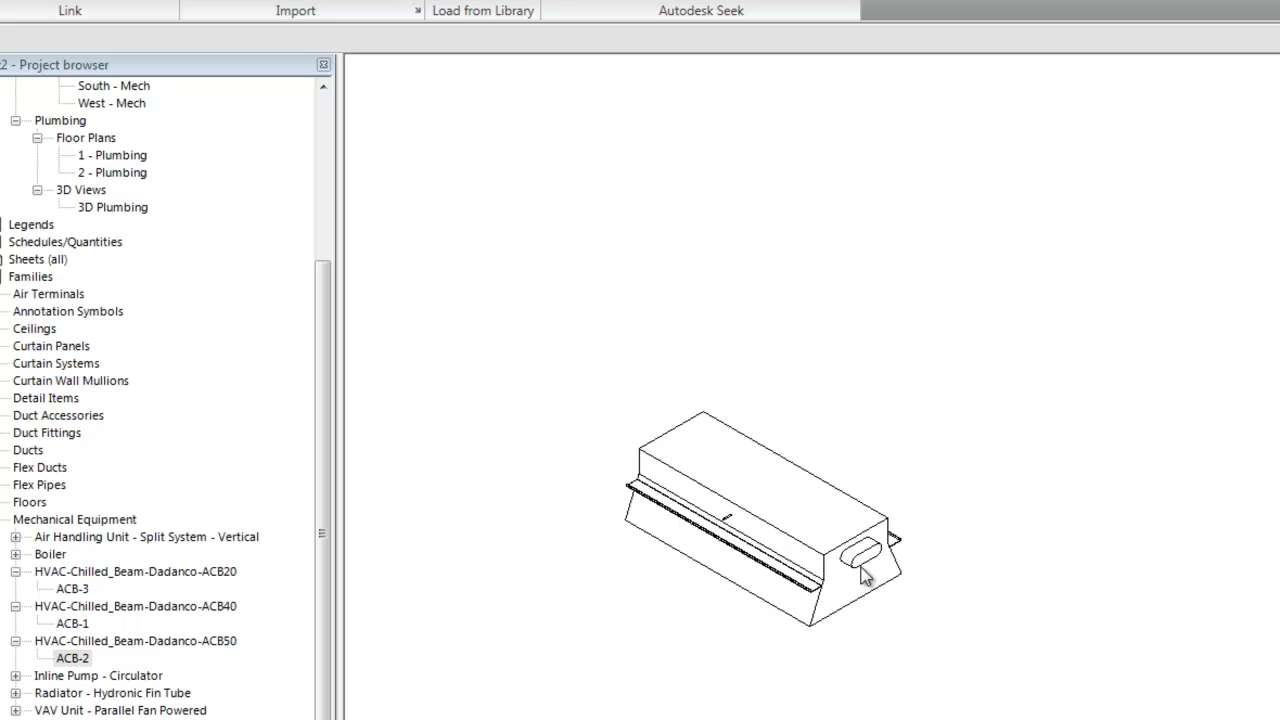 Link
Import
Load from Library
Autodesk Seek
2 - Project browser
South - Mech
West - Mech
Plumbing
Floor Plans
1 - Plumbing
2 - Plumbing
3D Views
3D Plumbing
Legends
Schedules/Quantities
Sheets (all)
Families
Air Terminals
Annotation Symbols
Ceilings
Curtain Panels
Curtain Systems
Curtain Wall Mullions
Detail Items
Duct Accessories
Duct Fittings
Ducts
Flex Ducts
Flex Pipes
Floors
Mechanical Equipment
Air Handling Unit - Split System - Vertical
Boiler
HVAC-Chilled_Beam-Dadanco-ACB20
ACB-3
HVAC-Chilled_Beam-Dadanco-ACB40
ACB-1
HVAC-Chilled_Beam-Dadanco-ACB50
ACB-2
Inline Pump - Circulator
Radiator - Hydronic Fin Tube
VAV Unit - Parallel Fan Powered